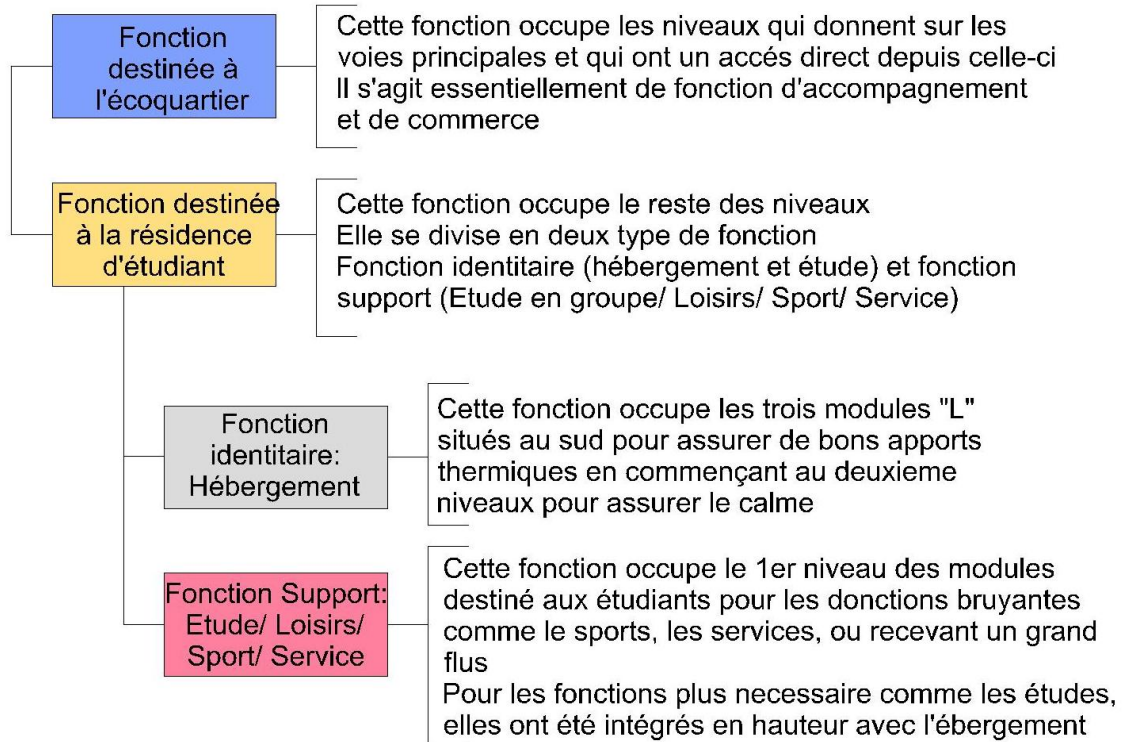 Fonction
destinée à
l'écoquartier
Cette fonction occupe les niveaux qui donnent sur les
voies principales et qui ont un accés direct depuis celle-ci
Il s'agit essentiellement de fonction d'accompagnement
et de commerce
Fonction destinée
à la résidence
d'étudiant
Cette fonction occupe le reste des niveaux
Elle se divise en deux type de fonction
Fonction identitaire (hébergement et étude) et fonction
support (Etude en groupe/ Loisirs/ Sport/ Service)
Fonction
identitaire:
Hébergement
Cette fonction occupe les trois modules "L"
situés au sud pour assurer de bons apports
thermiques en commençant au deuxieme
niveaux pour assurer le calme
Fonction Support:
Etude/ Loisirs/
Sport/ Service
Cette fonction occupe le 1er niveau des modules
destiné aux étudiants pour les donctions bruyantes
comme le sports, les services, ou recevant un grand
flus
Pour les fonctions plus necessaire comme les études,
elles ont été intégrés en hauteur avec l'ébergement